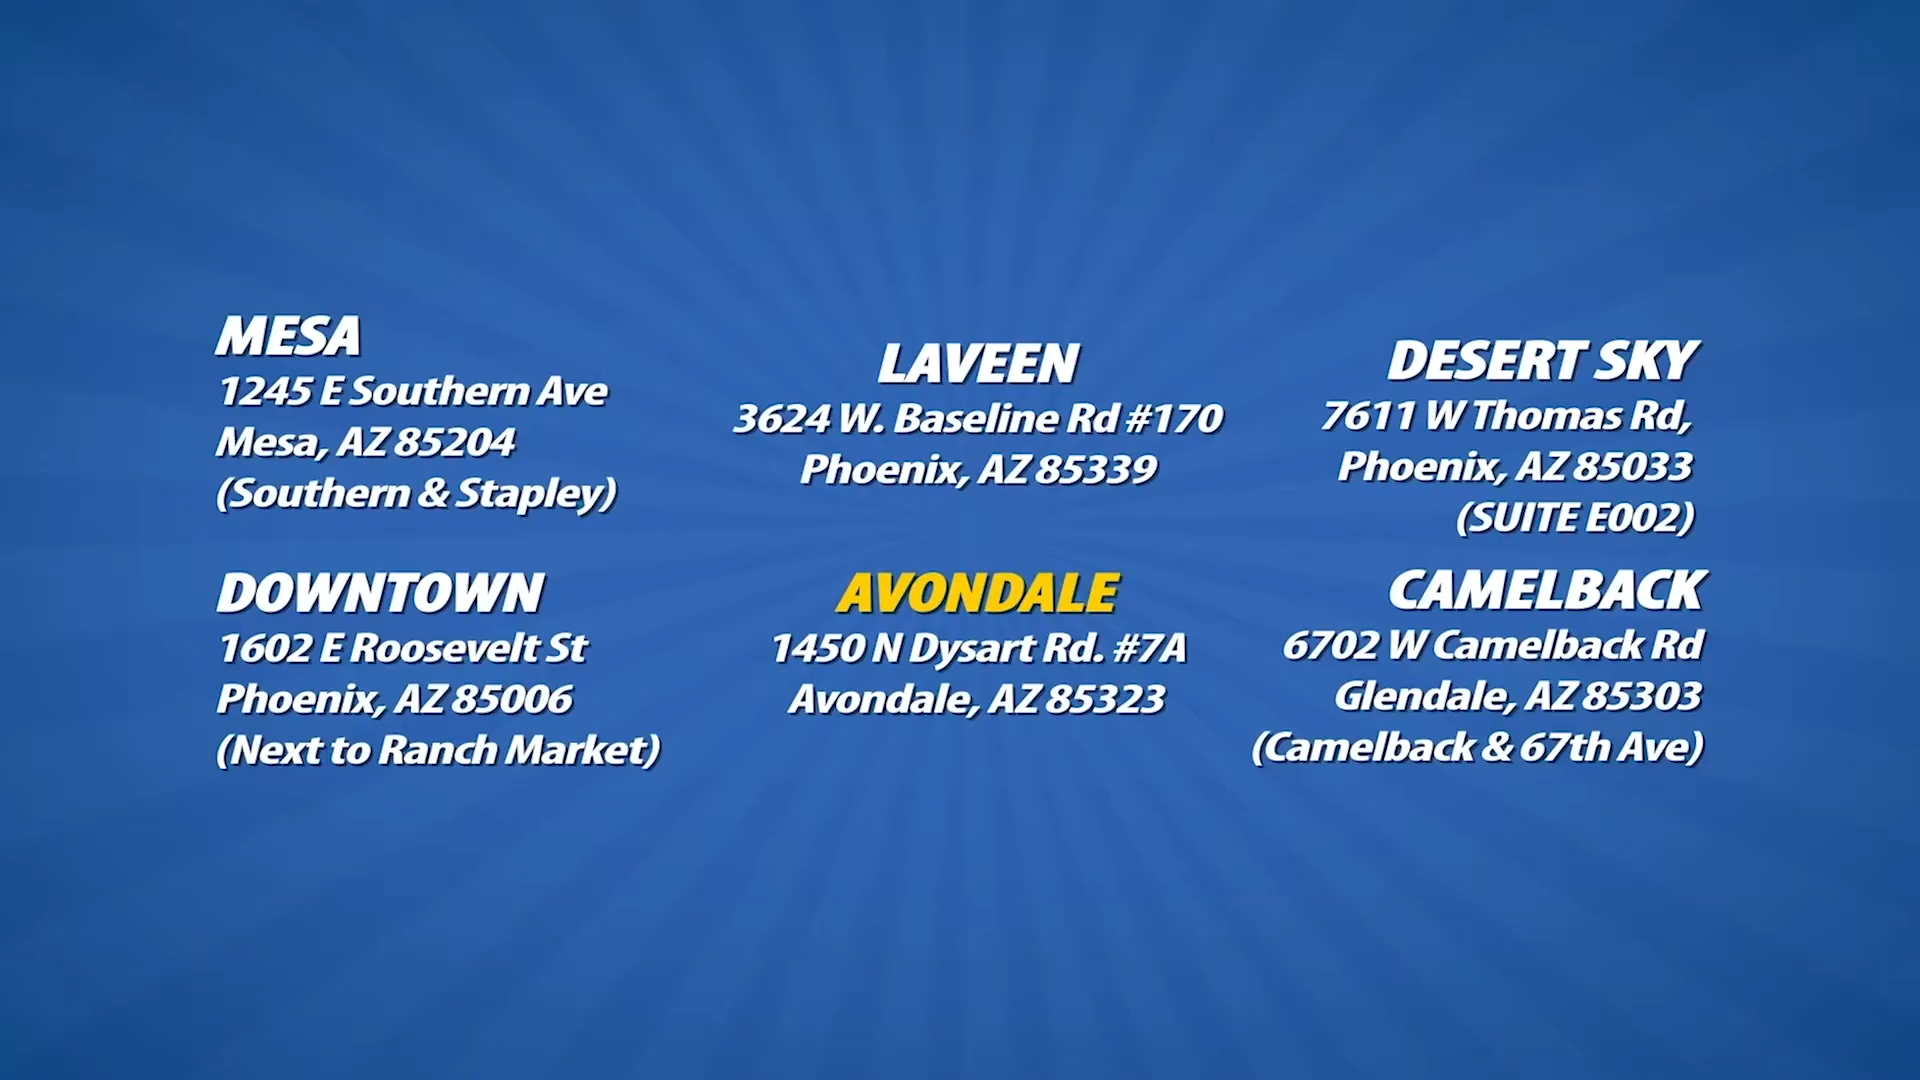 MESA
1245 E Southern Ave
Mesa, AZ 85204
(Southern & Stapley)
LAVEEN
3624 W. Baseline Rd #170
Phoenix, AZ 85339
DESERT SKY
7611 W Thomas Rd,
Phoenix, AZ 85033
(SUITE E002)
DOWNTOWN
1602 E Roosevelt St
Phoenix, AZ 85006
(Next to Ranch Market)
AVONDALE
1450 N Dysart Rd. #7A
Avondale, AZ 85323
CAMELBACK
6702 W Camelback Rd
Glendale, AZ 85303
(Camelback & 67th Ave)